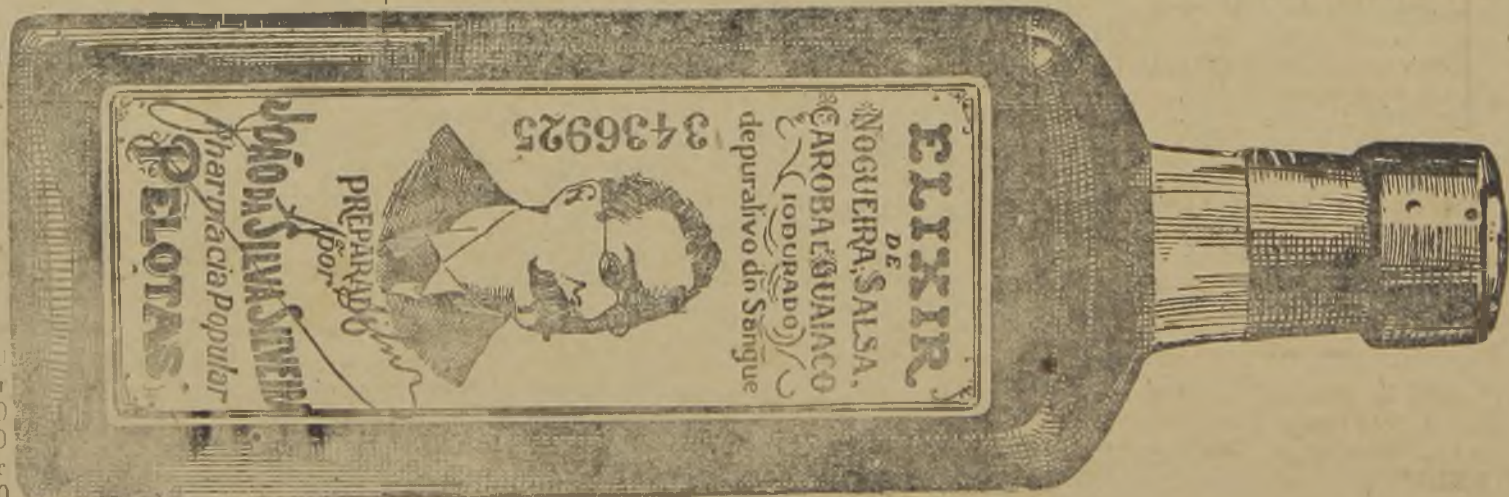 ELIXIR
DE
NOGUEIRA, SALSA,
CAROBA E GUAIACO
(IODURADO)
depurativo do Sangue
3436925
PREPARADO
por
JOÃO DA SILVA SILVEIRA
Pharmacia Popular
PELOTAS